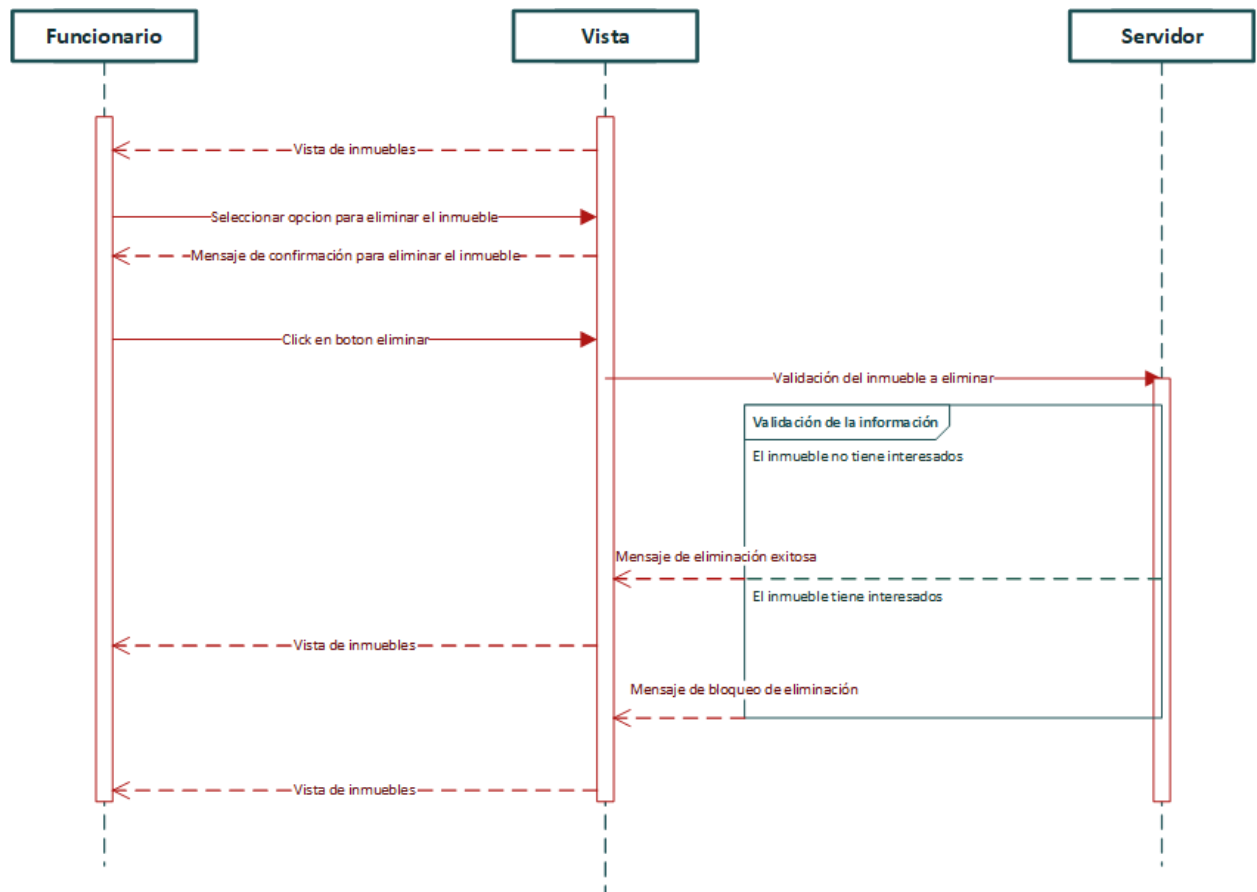 Funcionario
Vista
Servidor
Vista de inmuebles
Seleccionar opcion para eliminar el inmueble
Mensaje de confirmación para eliminar el inmueble
Click en boton eliminar
Validación del inmueble a eliminar
Validación de la información
El inmueble no tiene interesados
Mensaje de eliminación exitosa
El inmueble tiene interesados
Vista de inmuebles
Mensaje de bloqueo de eliminación
Vista de inmuebles